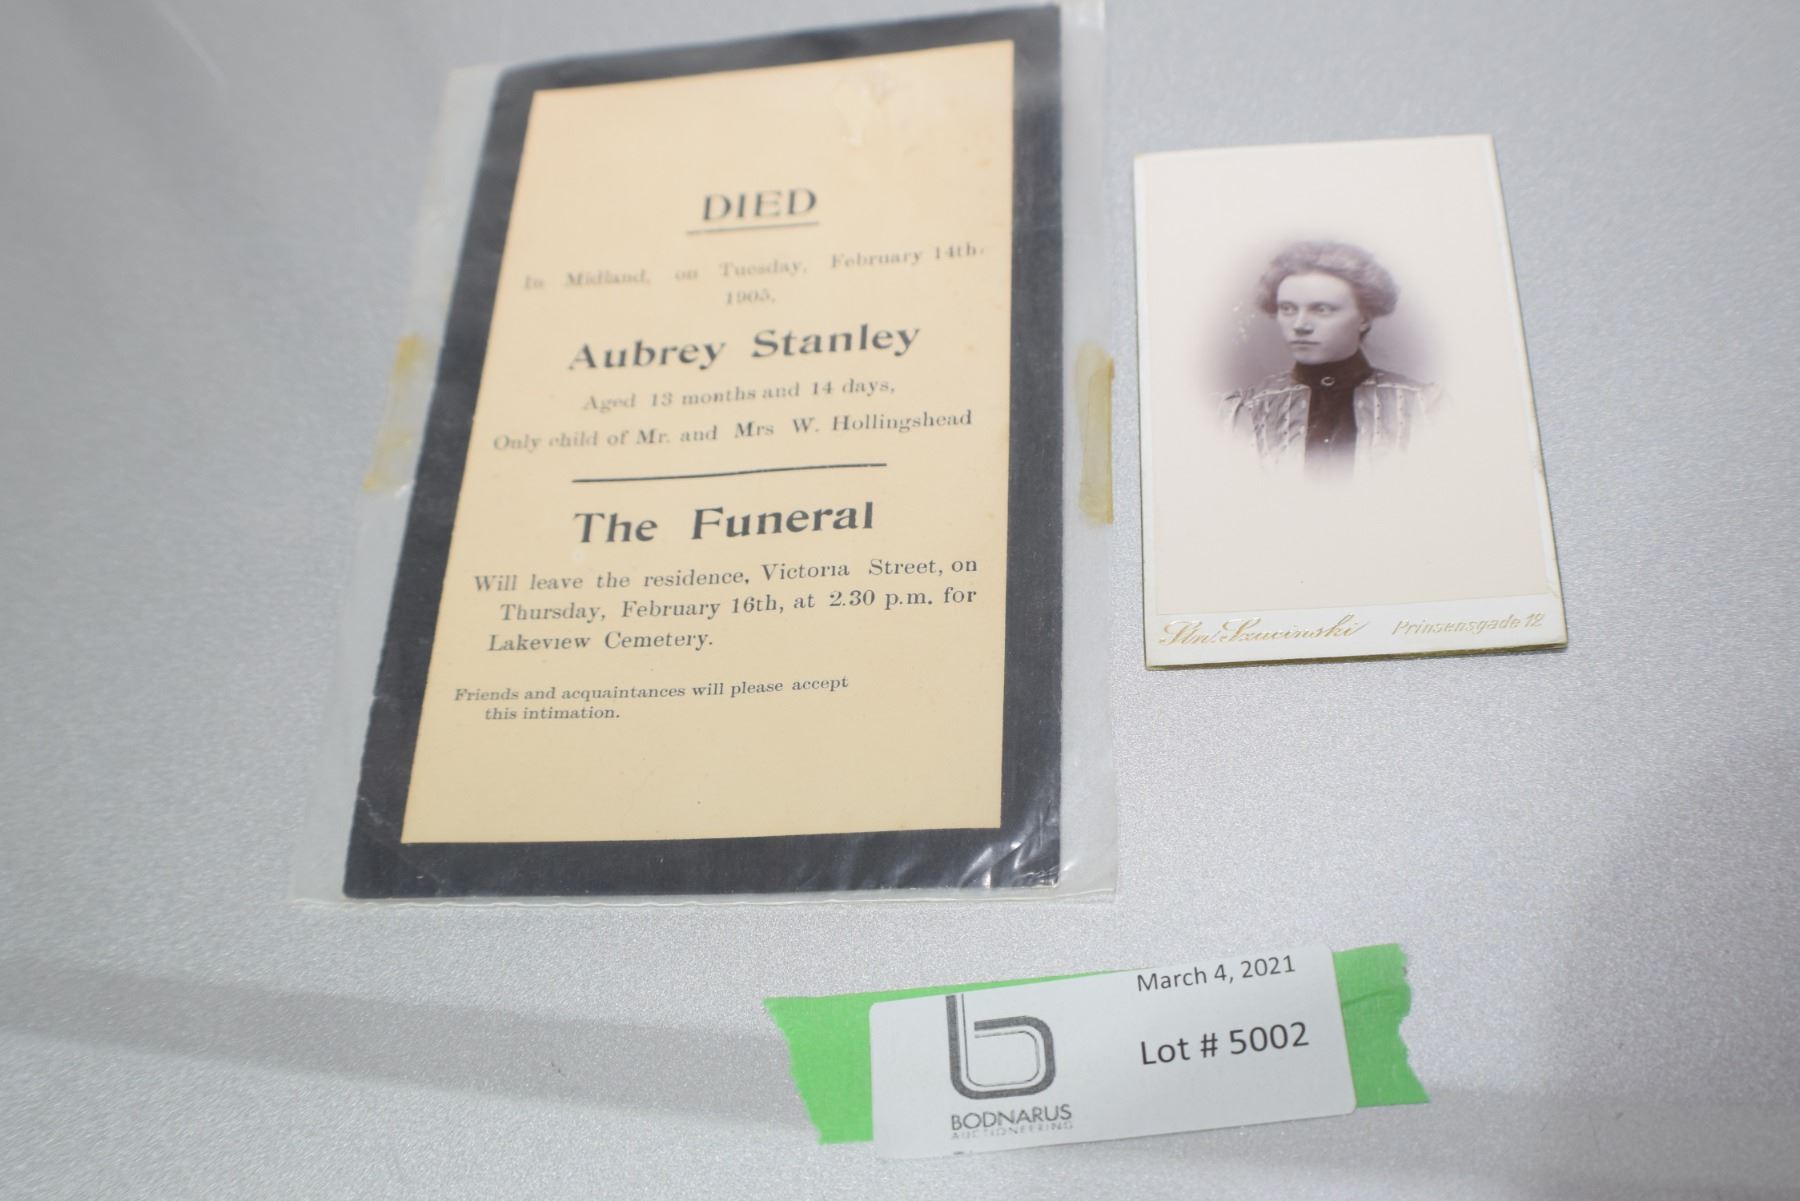 DIED
In Midland, on Tuesday, February 14th.
1905,
Aubrey Stanley
Aged 13 months and 14 days,
Only child of Mr. and Mrs W. Hollingshead
The Funeral
Will leave the residence, Victoria Street, on
Thursday, February 16th, at 2.30 p.m. for
Lakeview Cemetery.
Friends and acquaintances will please accept
this intimation.
Szucinski Prinsensgade 12
March 4, 2021
Lot # 5002
BODNARUS
AUCTIONEERING